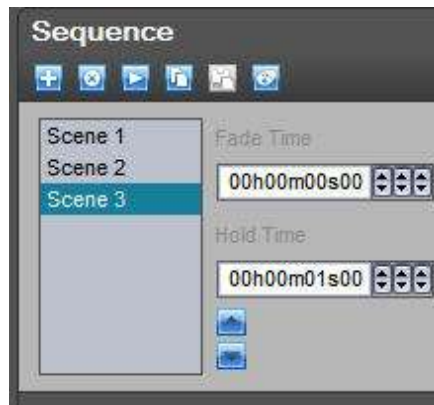 Sequence
Scene 1
Scene 2
Scene 3
Fade Time
00h00m00s00
Hold Time
00h00m01s00